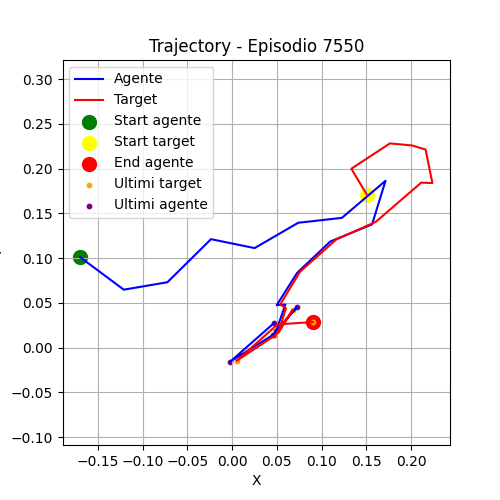 Trajectory - Episodio 7550
Agente
Target
Start agente
Start target
End agente
Ultimi target
Ultimi agente
0.30
0.25
0.20
0.15
0.10
0.05
0.00
−0.05
−0.10
−0.15 −0.10 −0.05 0.00 0.05 0.10 0.15 0.20
X